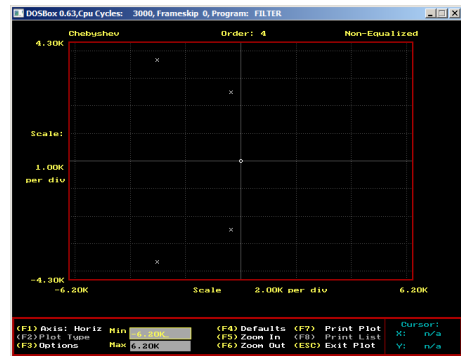 DOSBox 0.63,Cpu Cycles: 3000, Frameskip 0, Program: FILTER
Chebyshev Order: 4 Non-Equalized
4.30K
Scale:
1.00K
per div
-4.30K
-6.20K Scale 2.00K per div 6.20K
(F1) Axis: Horiz Min -6.20K_ (F4) Defaults (F7) Print Plot Cursor:
(F2) Plot Type (F5) Zoom In (F8) Print List X: n/a
(F3) Options Max 6.20K (F6) Zoom Out (ESC) Exit Plot Y: n/a